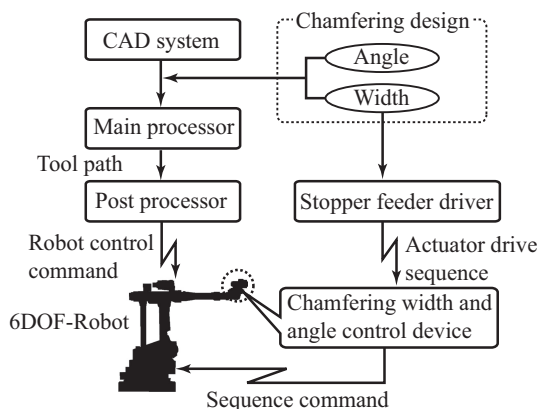 Chamfering design
CAD system
Angle
Width
Main processor
Tool path
Post processor
Stopper feeder driver
Robot control
command
Actuator drive
sequence
6DOF-Robot
Chamfering width and
angle control device
Sequence command